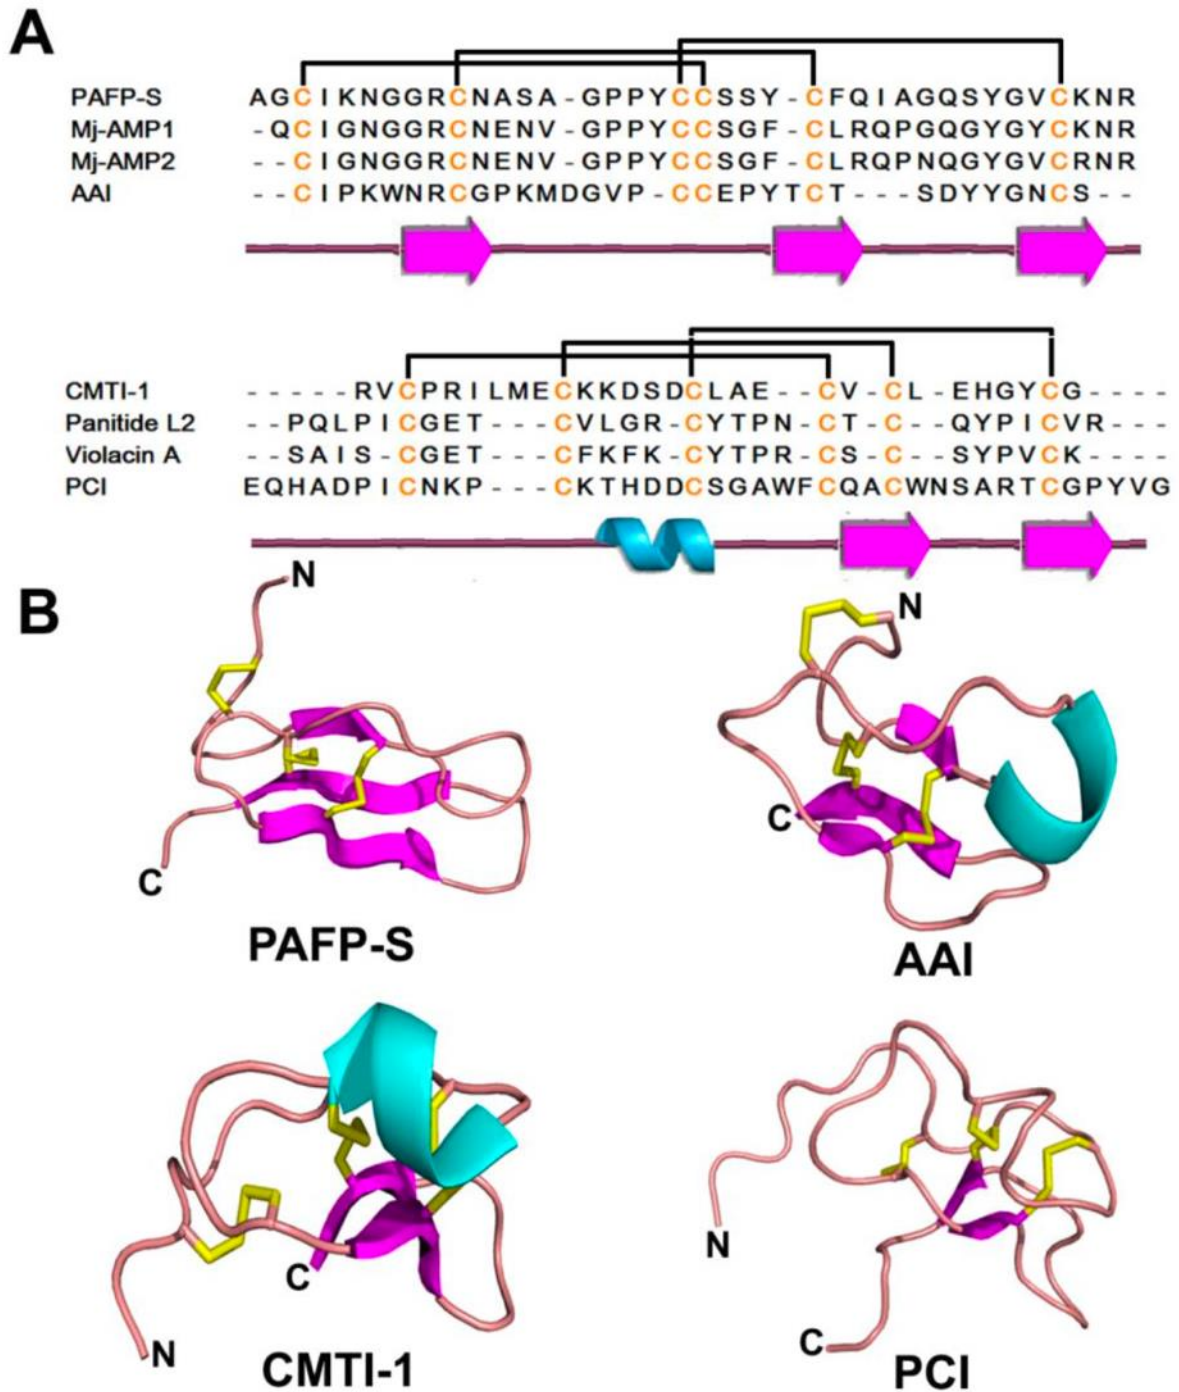 A
PAFP-S AGCIKNGGRCNASA-GPPYCCSSY-CFQIAGQSYGVCKNR
Mj-AMP1 -QCIGNGGRCNENV-GPPYCCSGF-CLRQPGQGYGYCKNR
Mj-AMP2 --CIGNGGRCNENV-GPPYCCSGF-CLRQPNQGYGVCRNR
AAI --CIPKWNRCGPKMDGVP-CCEPYTCT---SDYYGNCS--
CMTI-1 -----RVCPRILMECKKDSDCLAE--CV-CL-EHGYCG----
Panitide L2 --PQLPICGET---CVLGR-CYTPN-CT-C--QYPICVR---
Violacin A --SAIS-CGET---CFKFK-CYTPR-CS-C--SYPVCK----
PCI EQHADPICNKP---CKTHDDCSGAWFCQACWNSARTCGPYVG
B
N
C
PAFP-S
N
C
AAI
N
C
CMTI-1
N
C
PCI